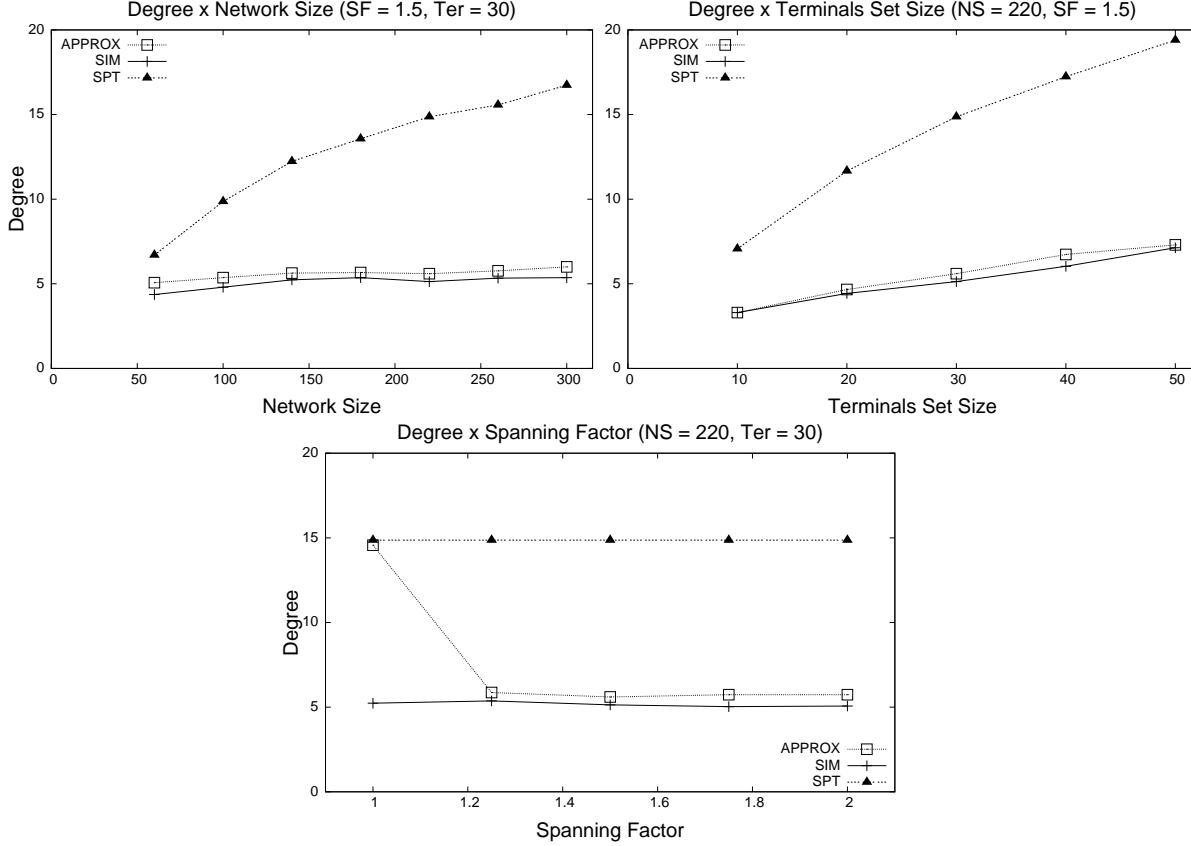 Degree x Network Size (SF = 1.5, Ter = 30)
20
15
10
5
0
Degree
APPROX
SIM
SPT
0 50 100 150 200 250 300
Network Size
Degree x Terminals Set Size (NS = 220, SF = 1.5)
20
15
10
5
0
APPROX
SIM
SPT
0 10 20 30 40 50
Terminals Set Size
Degree x Spanning Factor (NS = 220, Ter = 30)
20
15
10
5
0
Degree
APPROX
SIM
SPT
1 1.2 1.4 1.6 1.8 2
Spanning Factor